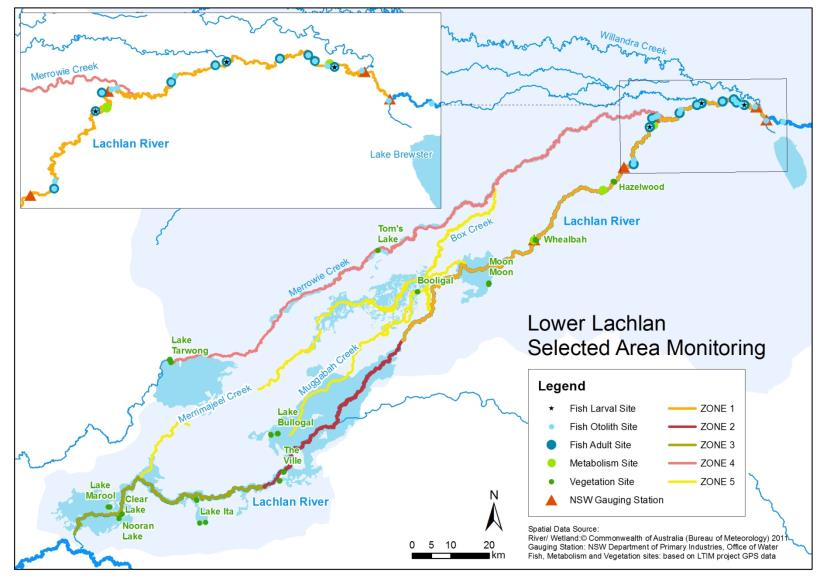 Merrowie Creek
Lachlan River
Lake Brewster
Willandra Creek
Hazelwood
Lachlan River
Whealbah
Box Creek
Tom's
Lake
Moon
Moon
Merrowie Creek
Booligal
Lake
Tarwong
Muggabah Creek
Merrimajeel Creek
Lake
Bullogal
The
Ville
Lachlan River
Lake
Marool
Clear
Lake
Nooran
Lake
Lake Ita
Lower Lachlan
Selected Area Monitoring
Legend
Fish Larval Site
Fish Otolith Site
Fish Adult Site
Metabolism Site
Vegetation Site
NSW Gauging Station
ZONE 1
ZONE 2
ZONE 3
ZONE 4
ZONE 5
N
0 5 10 20
km
Spatial Data Source:
River/ Wetland:© Commonwealth of Australia (Bureau of Meteorology) 2011
Gauging Station: NSW Department of Primary Industries, Office of Water
Fish, Metabolism and Vegetation sites: based on LTIM project GPS data